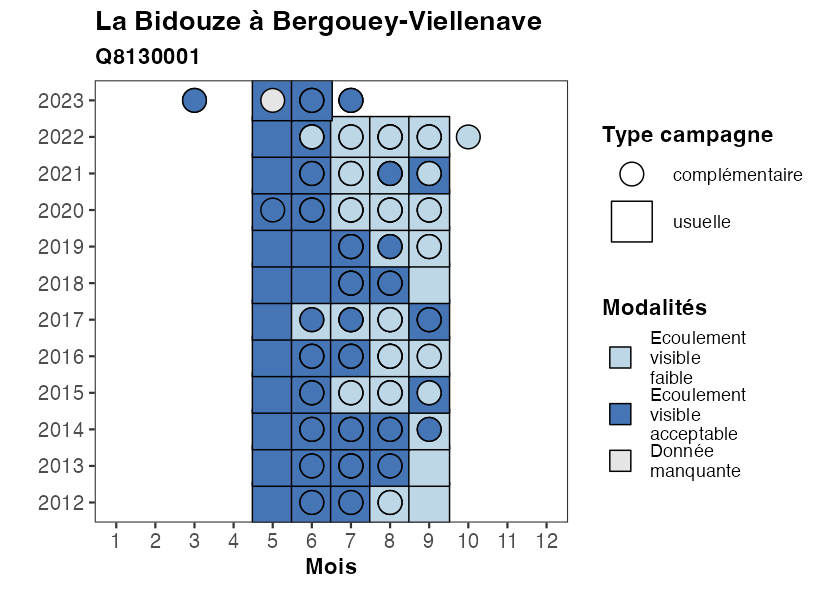 La Bidouze à Bergouey-Viellenave
Q8130001
2023
2022
2021
2020
2019
2018
2017
2016
2015
2014
2013
2012
1 2 3 4 5 6 7 8 9 10 11 12
Mois
Type campagne
complémentaire
usuelle
Modalités
Ecoulement
visible
faible
Ecoulement
visible
acceptable
Donnée
manquante